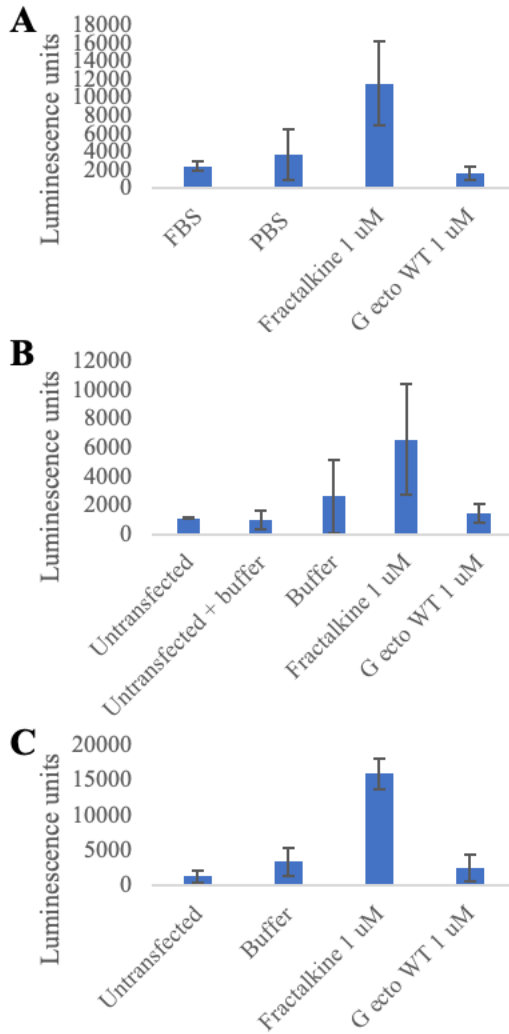 A
Luminescence units
18000
16000
14000
12000
10000
8000
6000
4000
2000
0
FBS
PBS
Fractalkine 1 uM
G ecto WT 1 uM
B
Luminescence units
12000
10000
8000
6000
4000
2000
0
Untransfected
Untransfected + buffer
Buffer
Fractalkine 1 uM
G ecto WT 1 uM
C
Luminescence units
20000
15000
10000
5000
0
Untransfected
Buffer
Fractalkine 1 uM
G ecto WT 1 uM